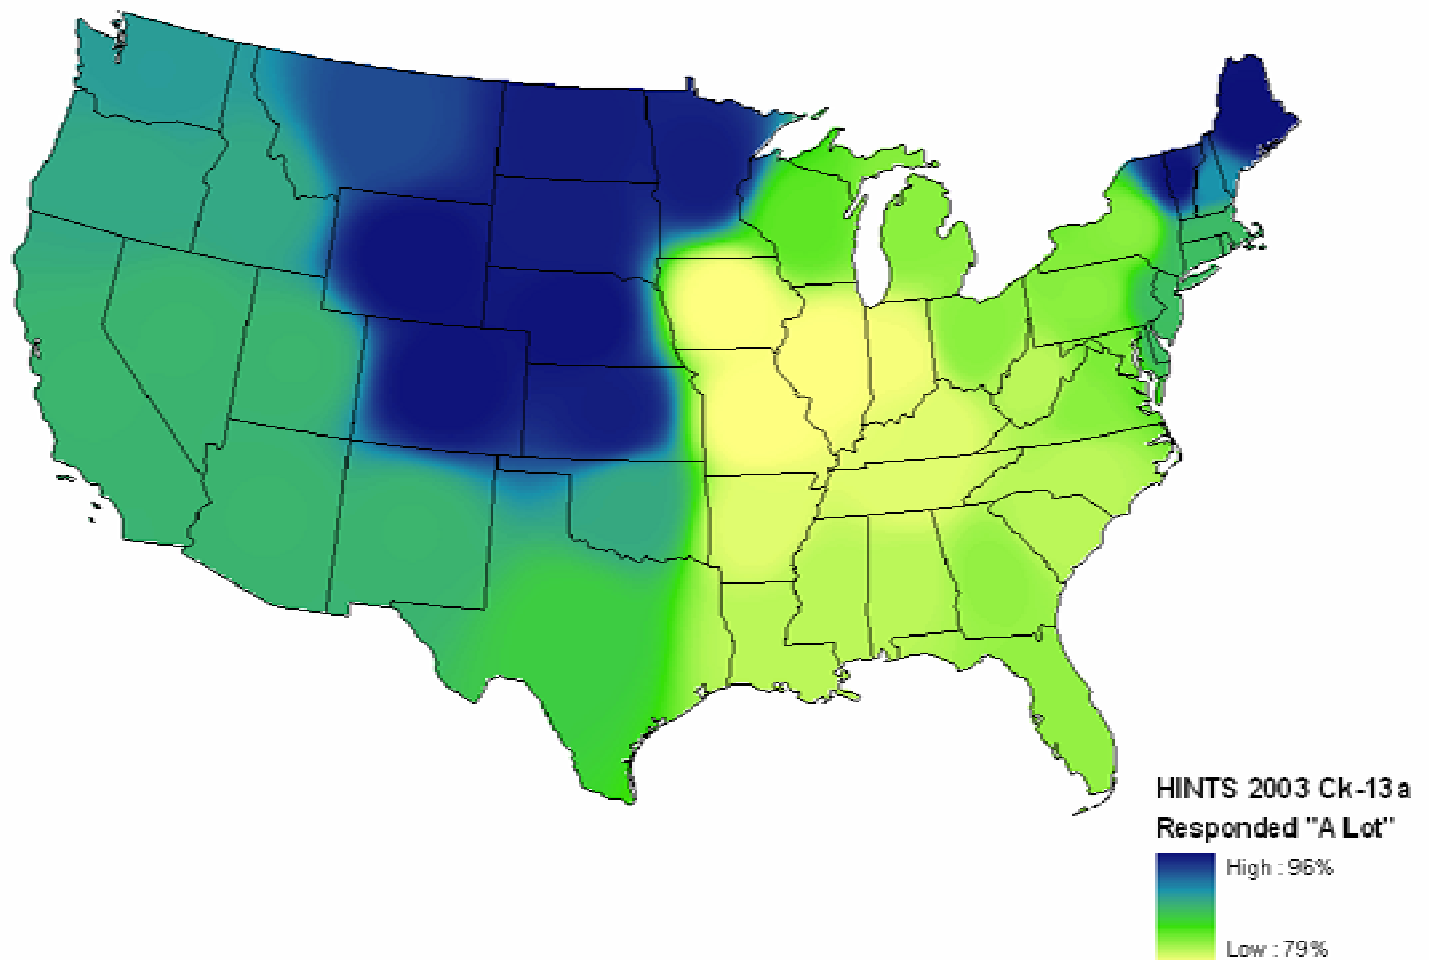 HINTS 2003 Ck-13a
Responded "A Lot"
High : 96%
Low : 79%